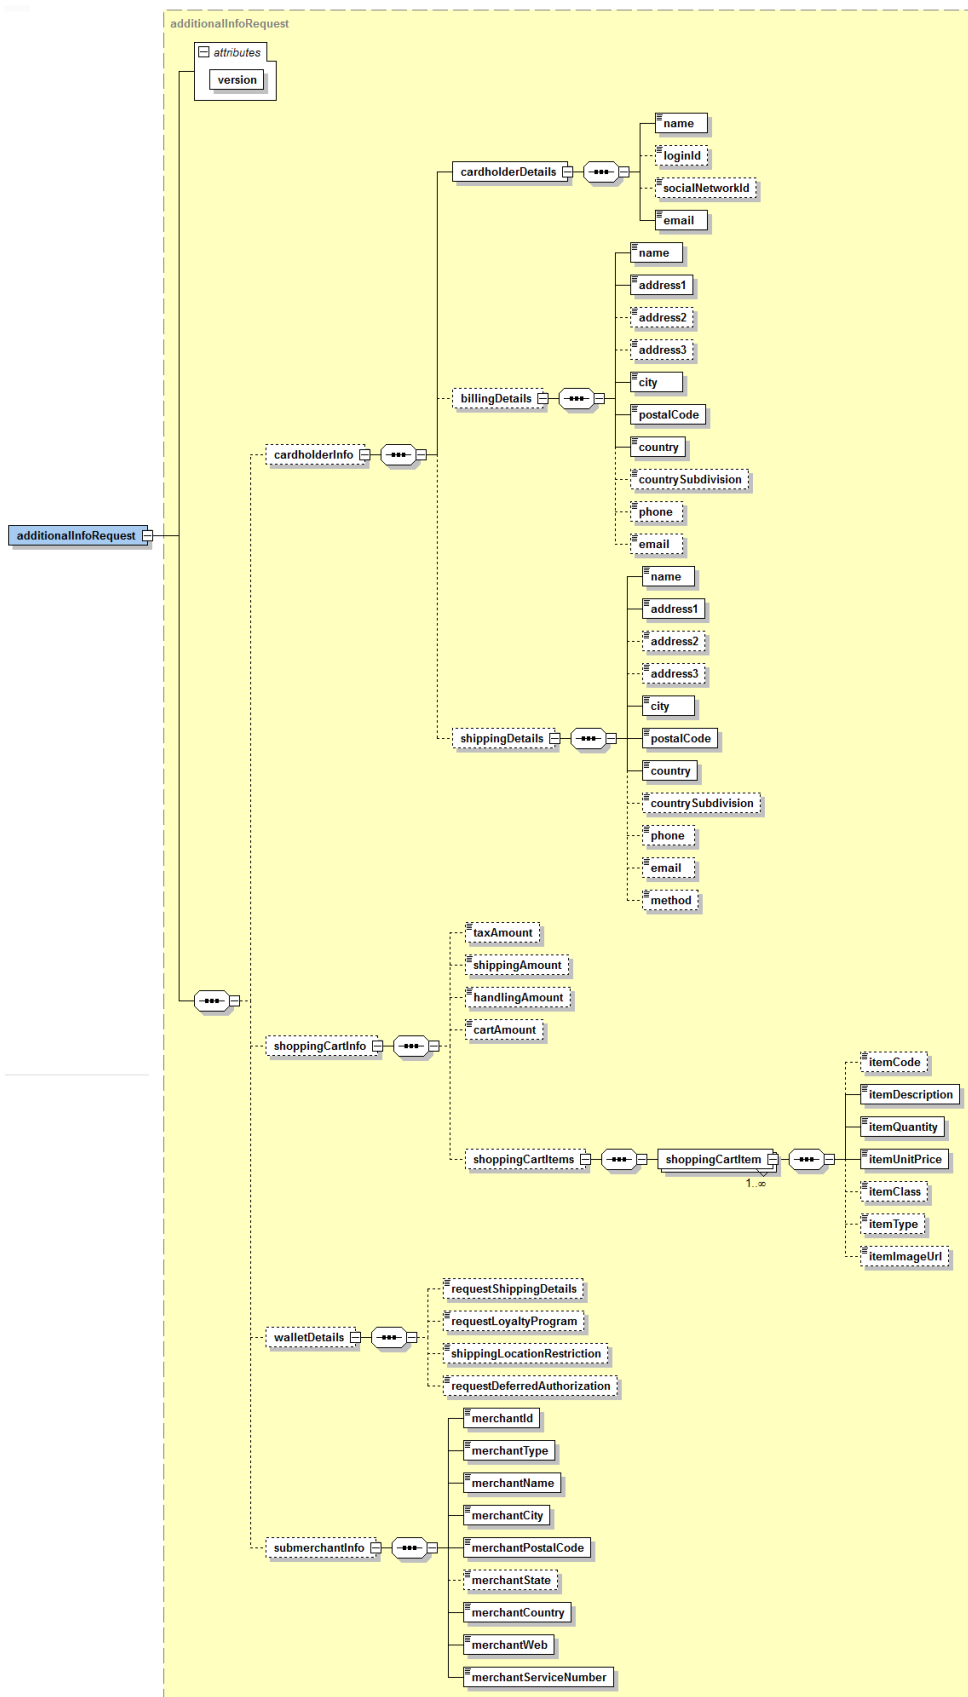 additionalInfoRequest
attributes
version
name
loginId
cardholderDetails
socialNetworkId
email
name
address1
address2
address3
city
billingDetails
postalCode
country
cardholderInfo
countrySubdivision
phone
additionalInfoRequest
email
name
address1
address2
address3
city
shippingDetails
postalCode
country
countrySubdivision
phone
email
method
taxAmount
shippingAmount
handlingAmount
cartAmount
shoppingCartInfo
itemCode
itemDescription
itemQuantity
shoppingCartItems
shoppingCartItem
itemUnitPrice
1..∞
itemClass
itemType
itemImageUrl
requestShippingDetails
requestLoyaltyProgram
walletDetails
shippingLocationRestriction
requestDeferredAuthorization
merchantId
merchantType
merchantName
merchantCity
submerchantInfo
merchantPostalCode
merchantState
merchantCountry
merchantWeb
merchantServiceNumber